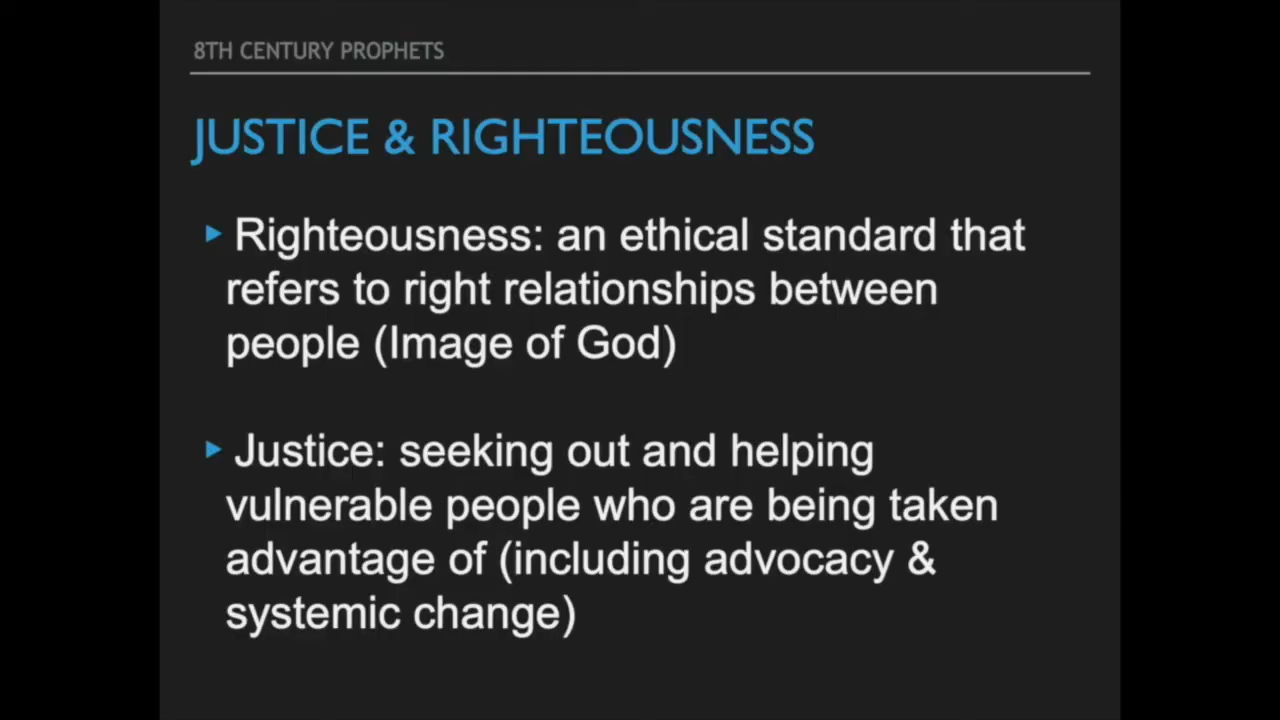 8TH CENTURY PROPHETS
JUSTICE & RIGHTEOUSNESS
Righteousness: an ethical standard that
refers to right relationships between
people (Image of God)
Justice: seeking out and helping
vulnerable people who are being taken
advantage of (including advocacy &
systemic change)